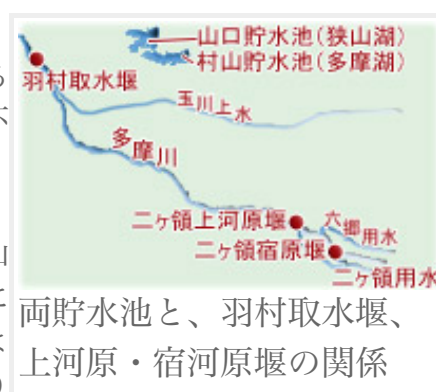 山口貯水池(狭山湖)
村山貯水池(多摩湖)
羽村取水堰
玉川上水
多摩川
二ヶ領上河原堰
六郷用水
二ヶ領宿原堰
二ヶ領用水
両貯水池と、羽村取水堰、
上河原・宿河原堰の関係